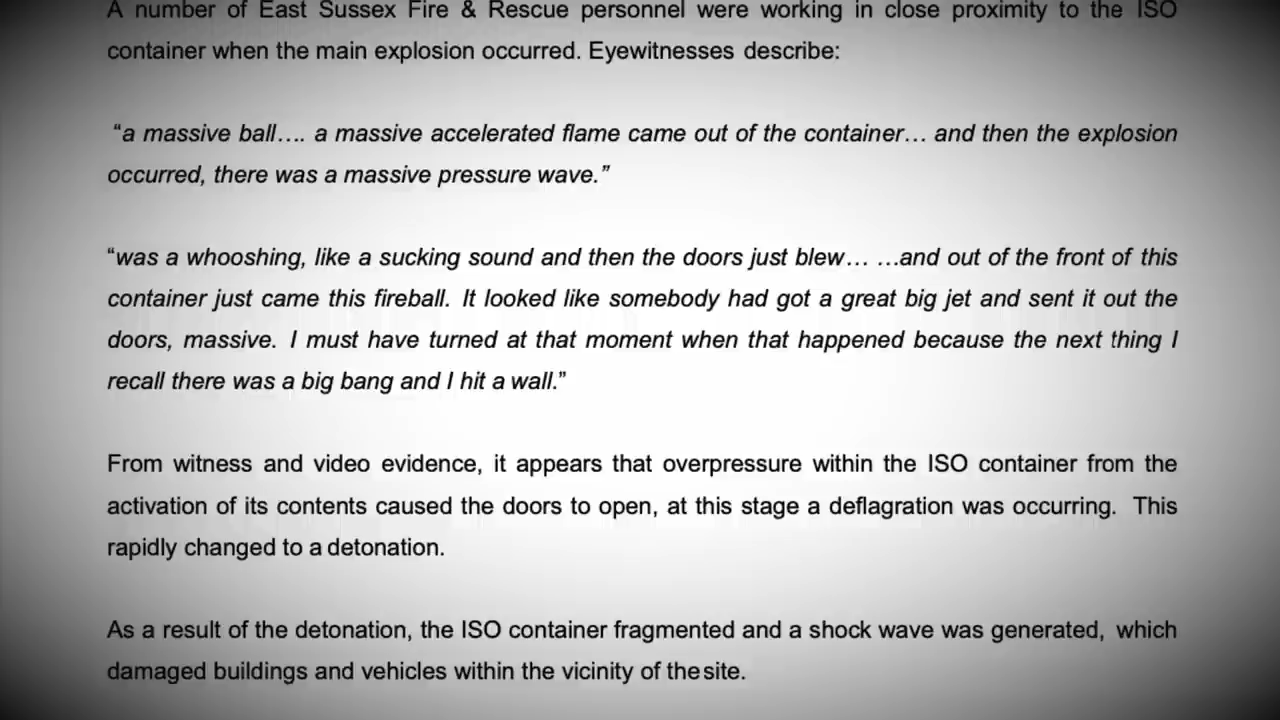 A number of East Sussex Fire & Rescue personnel were working in close proximity to the ISO
container when the main explosion occurred. Eyewitnesses describe:
“a massive ball…. a massive accelerated flame came out of the container… and then the explosion
occurred, there was a massive pressure wave.”
“was a whooshing, like a sucking sound and then the doors just blew… …and out of the front of this
container just came this fireball. It looked like somebody had got a great big jet and sent it out the
doors, massive. I must have turned at that moment when that happened because the next thing I
recall there was a big bang and I hit a wall.”
From witness and video evidence, it appears that overpressure within the ISO container from the
activation of its contents caused the doors to open, at this stage a deflagration was occurring. This
rapidly changed to a detonation.
As a result of the detonation, the ISO container fragmented and a shock wave was generated, which
damaged buildings and vehicles within the vicinity of the site.